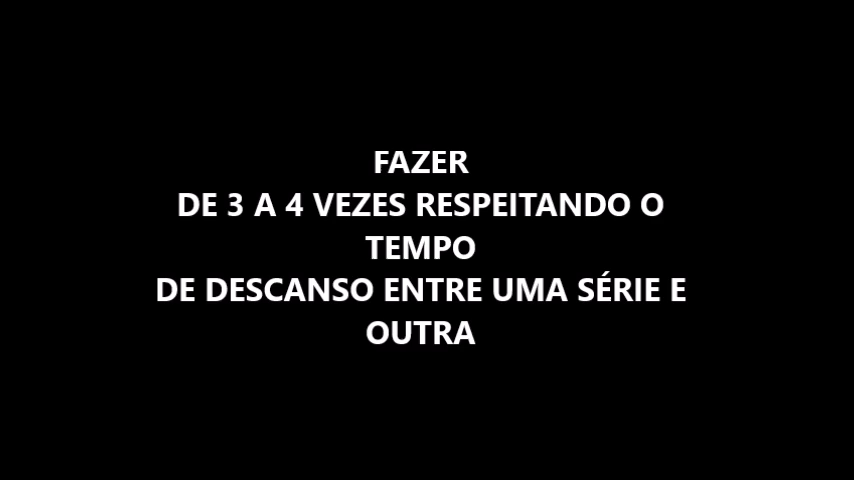 FAZER
DE 3 A 4 VEZES RESPEITANDO O
TEMPO
DE DESCANSO ENTRE UMA SÉRIE E
OUTRA